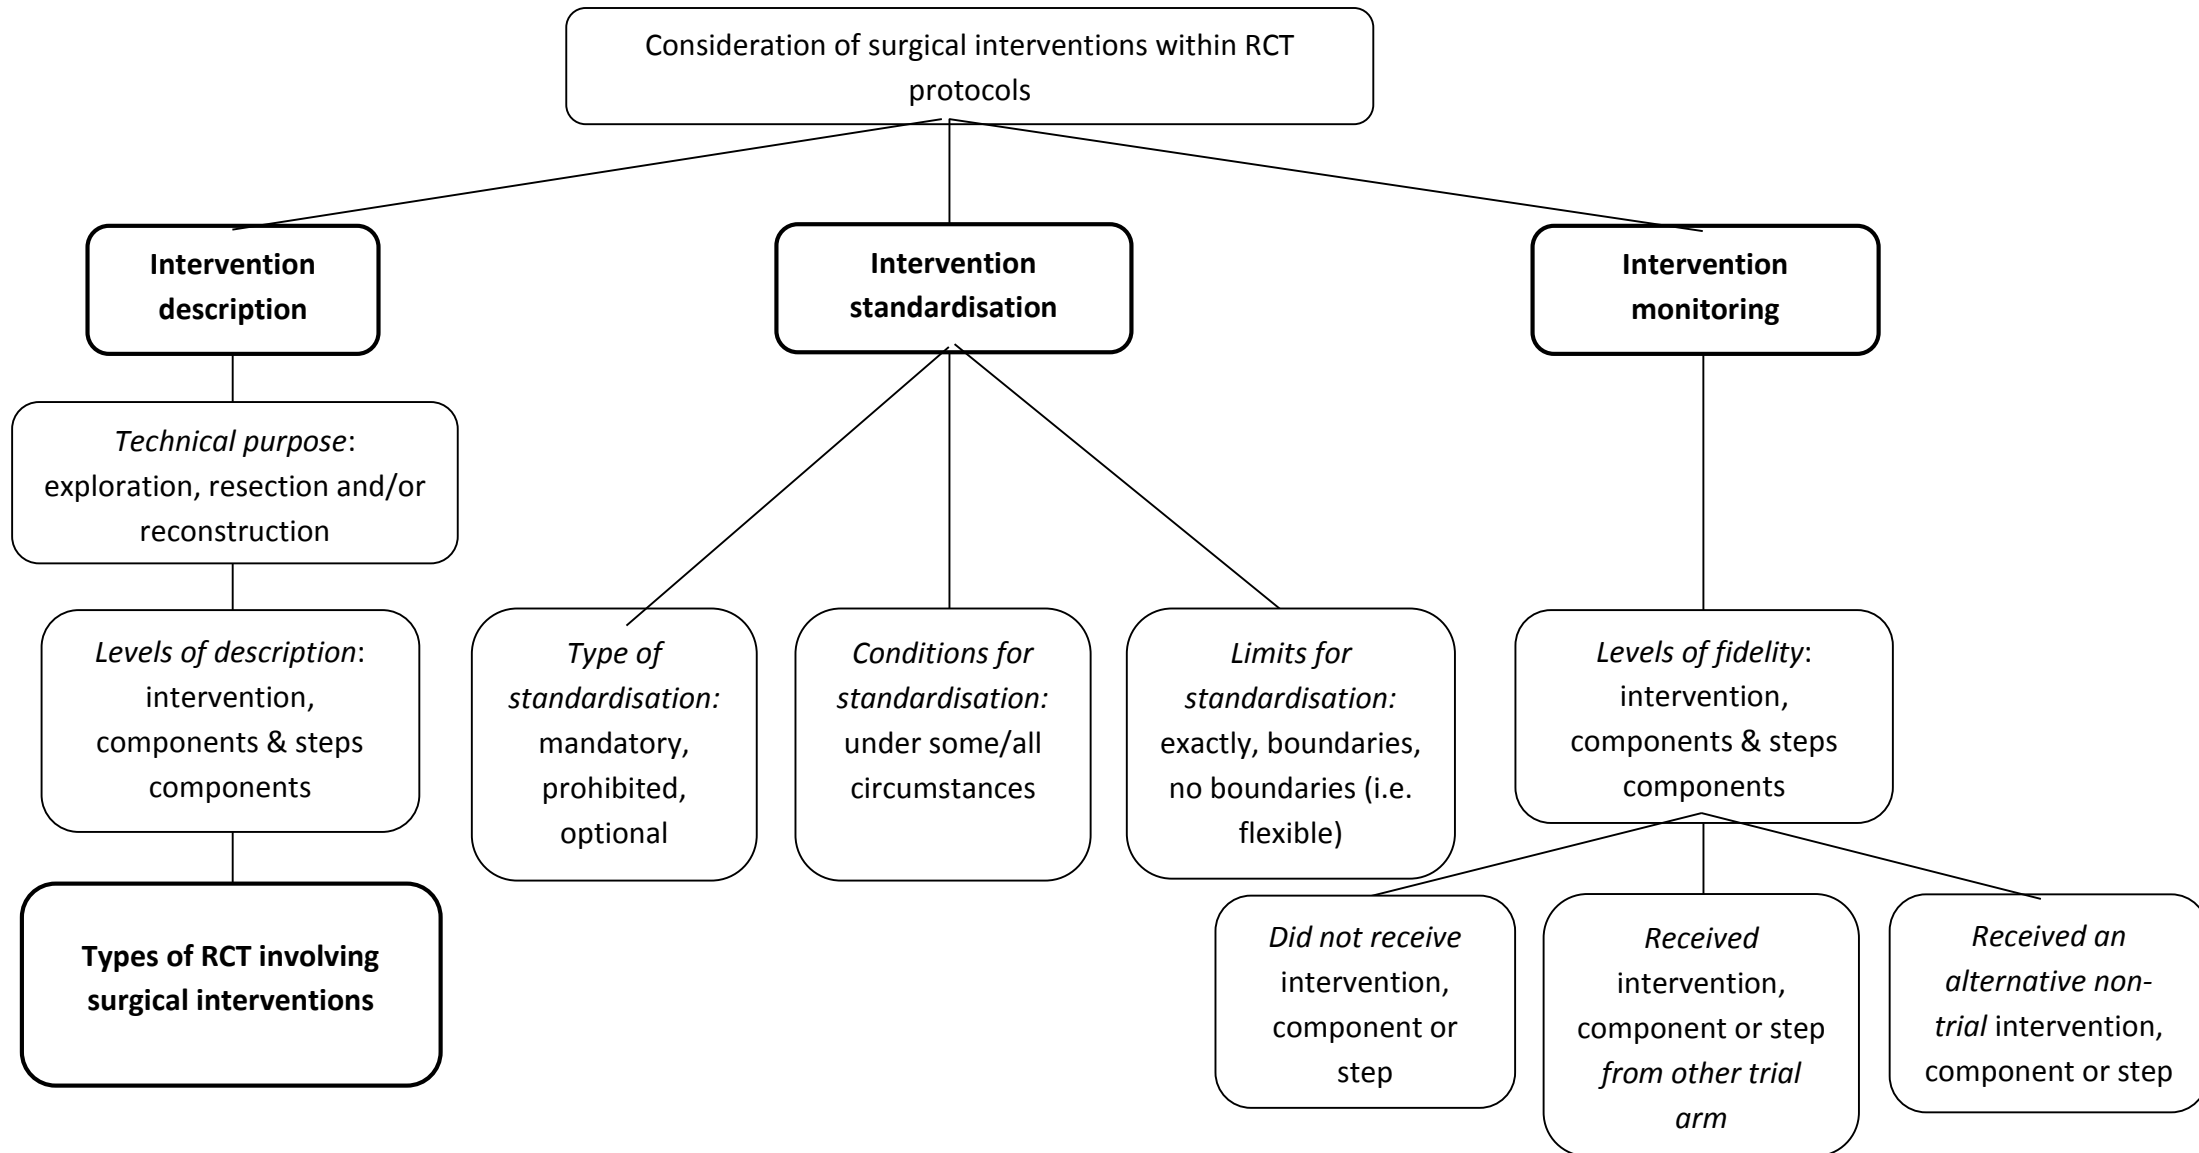 Consideration of surgical interventions within RCT
protocols
Intervention
description
Intervention
standardisation
Intervention
monitoring
Technical purpose:
exploration, resection and/or
reconstruction
Levels of description:
intervention,
components & steps
components
Type of
standardisation:
mandatory,
prohibited,
optional
Conditions for
standardisation:
under some/all
circumstances
Limits for
standardisation:
exactly, boundaries,
no boundaries (i.e.
flexible)
Levels of fidelity:
intervention,
components & steps
components
Types of RCT involving
surgical interventions
Did not receive
intervention,
component or
step
Received
intervention,
component or step
from other trial
arm
Received an
alternative non-
trial intervention,
component or step